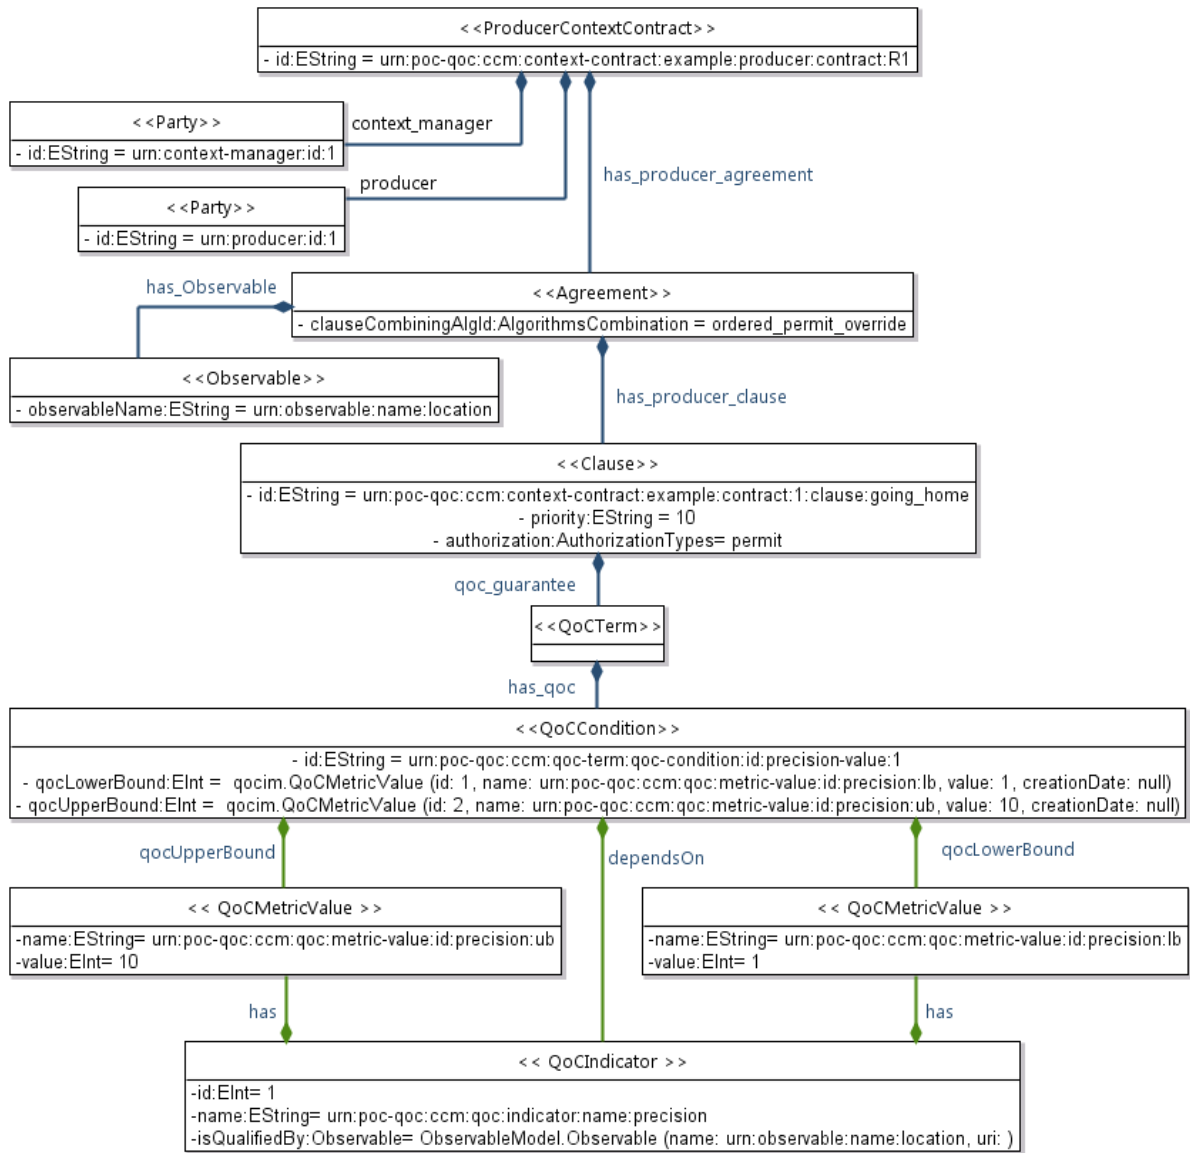 <<ProducerContextContract>>
- id:EString = urn:poc-qoc:ccm:context-contract:example:producer:contract:R1
<<Party>>
- id:EString = urn:context-manager:id:1
context_manager
<<Party>>
- id:EString = urn:producer:id:1
producer
has_producer_agreement
has_Observable
<<Agreement>>
- clauseCombiningAlgId:AlgorithmsCombination = ordered_permit_override
<<Observable>>
- observableName:EString = urn:observable:name:location
has_producer_clause
<<Clause>>
- id:EString = urn:poc-qoc:ccm:context-contract:example:contract:1:clause:going_home
- priority:EString = 10
- authorization:AuthorizationTypes= permit
qoc_guarantee
<<QoCTerm>>
has_qoc
<<QoCCondition>>
- id:EString = urn:poc-qoc:ccm:qoc-term:qoc-condition:id:precision-value:1
- qocLowerBound:EInt = qocim.QoCMetricValue (id: 1, name: urn:poc-qoc:ccm:qoc:metric-value:id:precision:lb, value: 1, creationDate: null)
- qocUpperBound:EInt = qocim.QoCMetricValue (id: 2, name: urn:poc-qoc:ccm:qoc:metric-value:id:precision:ub, value: 10, creationDate: null)
qocUpperBound
dependsOn
qocLowerBound
<< QoCMetricValue >>
-name:EString= urn:poc-qoc:ccm:qoc:metric-value:id:precision:ub
-value:EInt= 10
<< QoCMetricValue >>
-name:EString= urn:poc-qoc:ccm:qoc:metric-value:id:precision:lb
-value:EInt= 1
has
has
<< QoCIndicator >>
-id:EInt= 1
-name:EString= urn:poc-qoc:ccm:qoc:indicator:name:precision
-isQualifiedBy:Observable= ObservableModel.Observable (name: urn:observable:name:location, uri: )